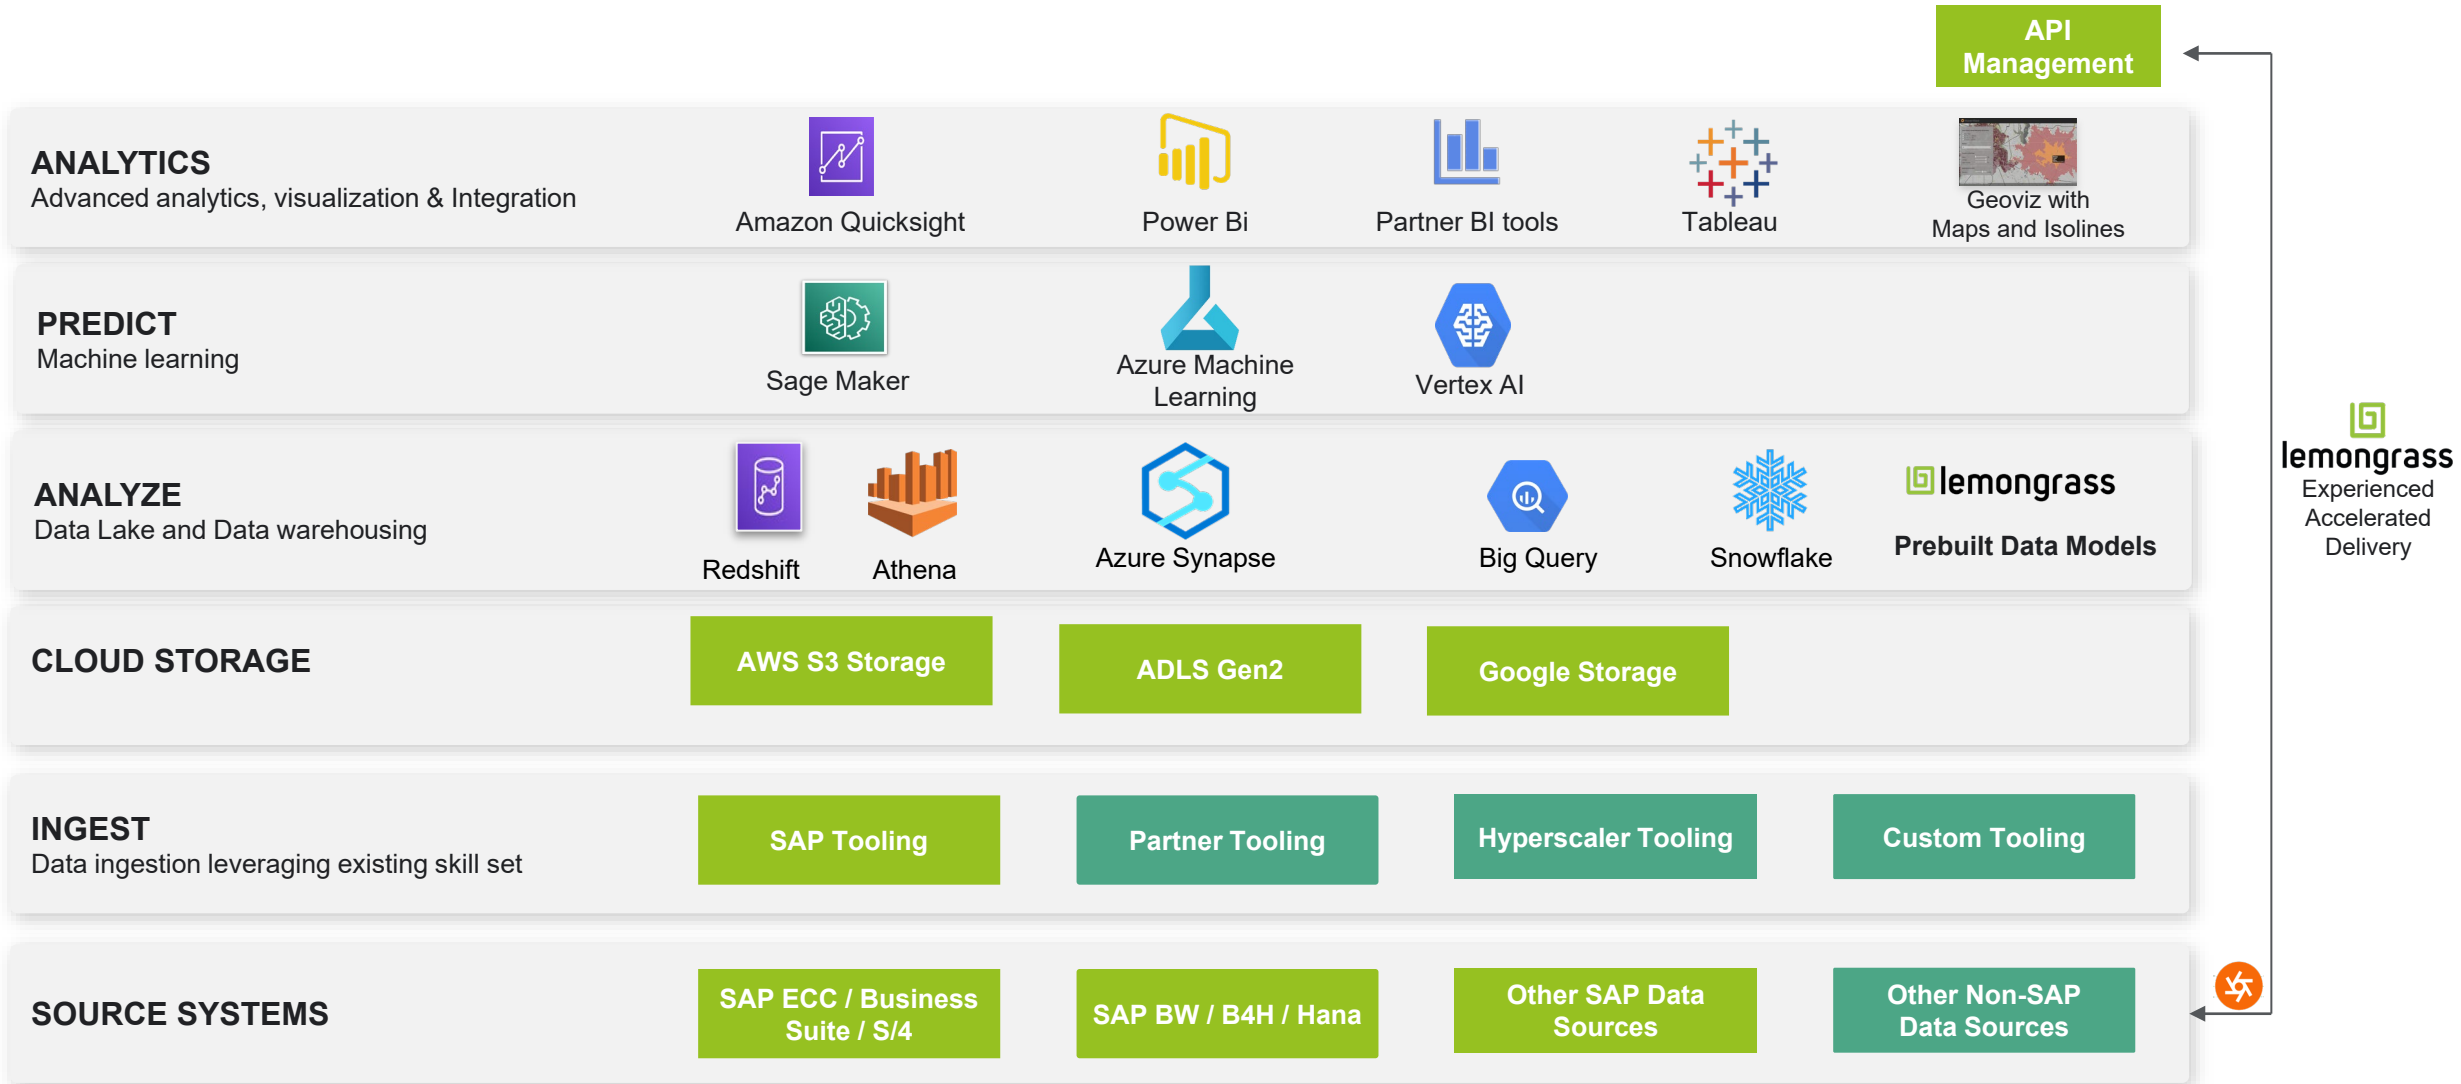 API
Management
ANALYTICS
Advanced analytics, visualization & Integration
Amazon Quicksight
Power Bi
Partner BI tools
Tableau
Geoviz with
Maps and Isolines
PREDICT
Machine learning
Sage Maker
Azure Machine
Learning
Vertex AI
ANALYZE
Data Lake and Data warehousing
Redshift
Athena
Azure Synapse
Big Query
Snowflake
lemongrass
Prebuilt Data Models
lemongrass
Experienced
Accelerated
Delivery
CLOUD STORAGE
AWS S3 Storage
ADLS Gen2
Google Storage
INGEST
Data ingestion leveraging existing skill set
SAP Tooling
Partner Tooling
Hyperscaler Tooling
Custom Tooling
SOURCE SYSTEMS
SAP ECC / Business
Suite / S/4
SAP BW / B4H / Hana
Other SAP Data
Sources
Other Non-SAP
Data Sources